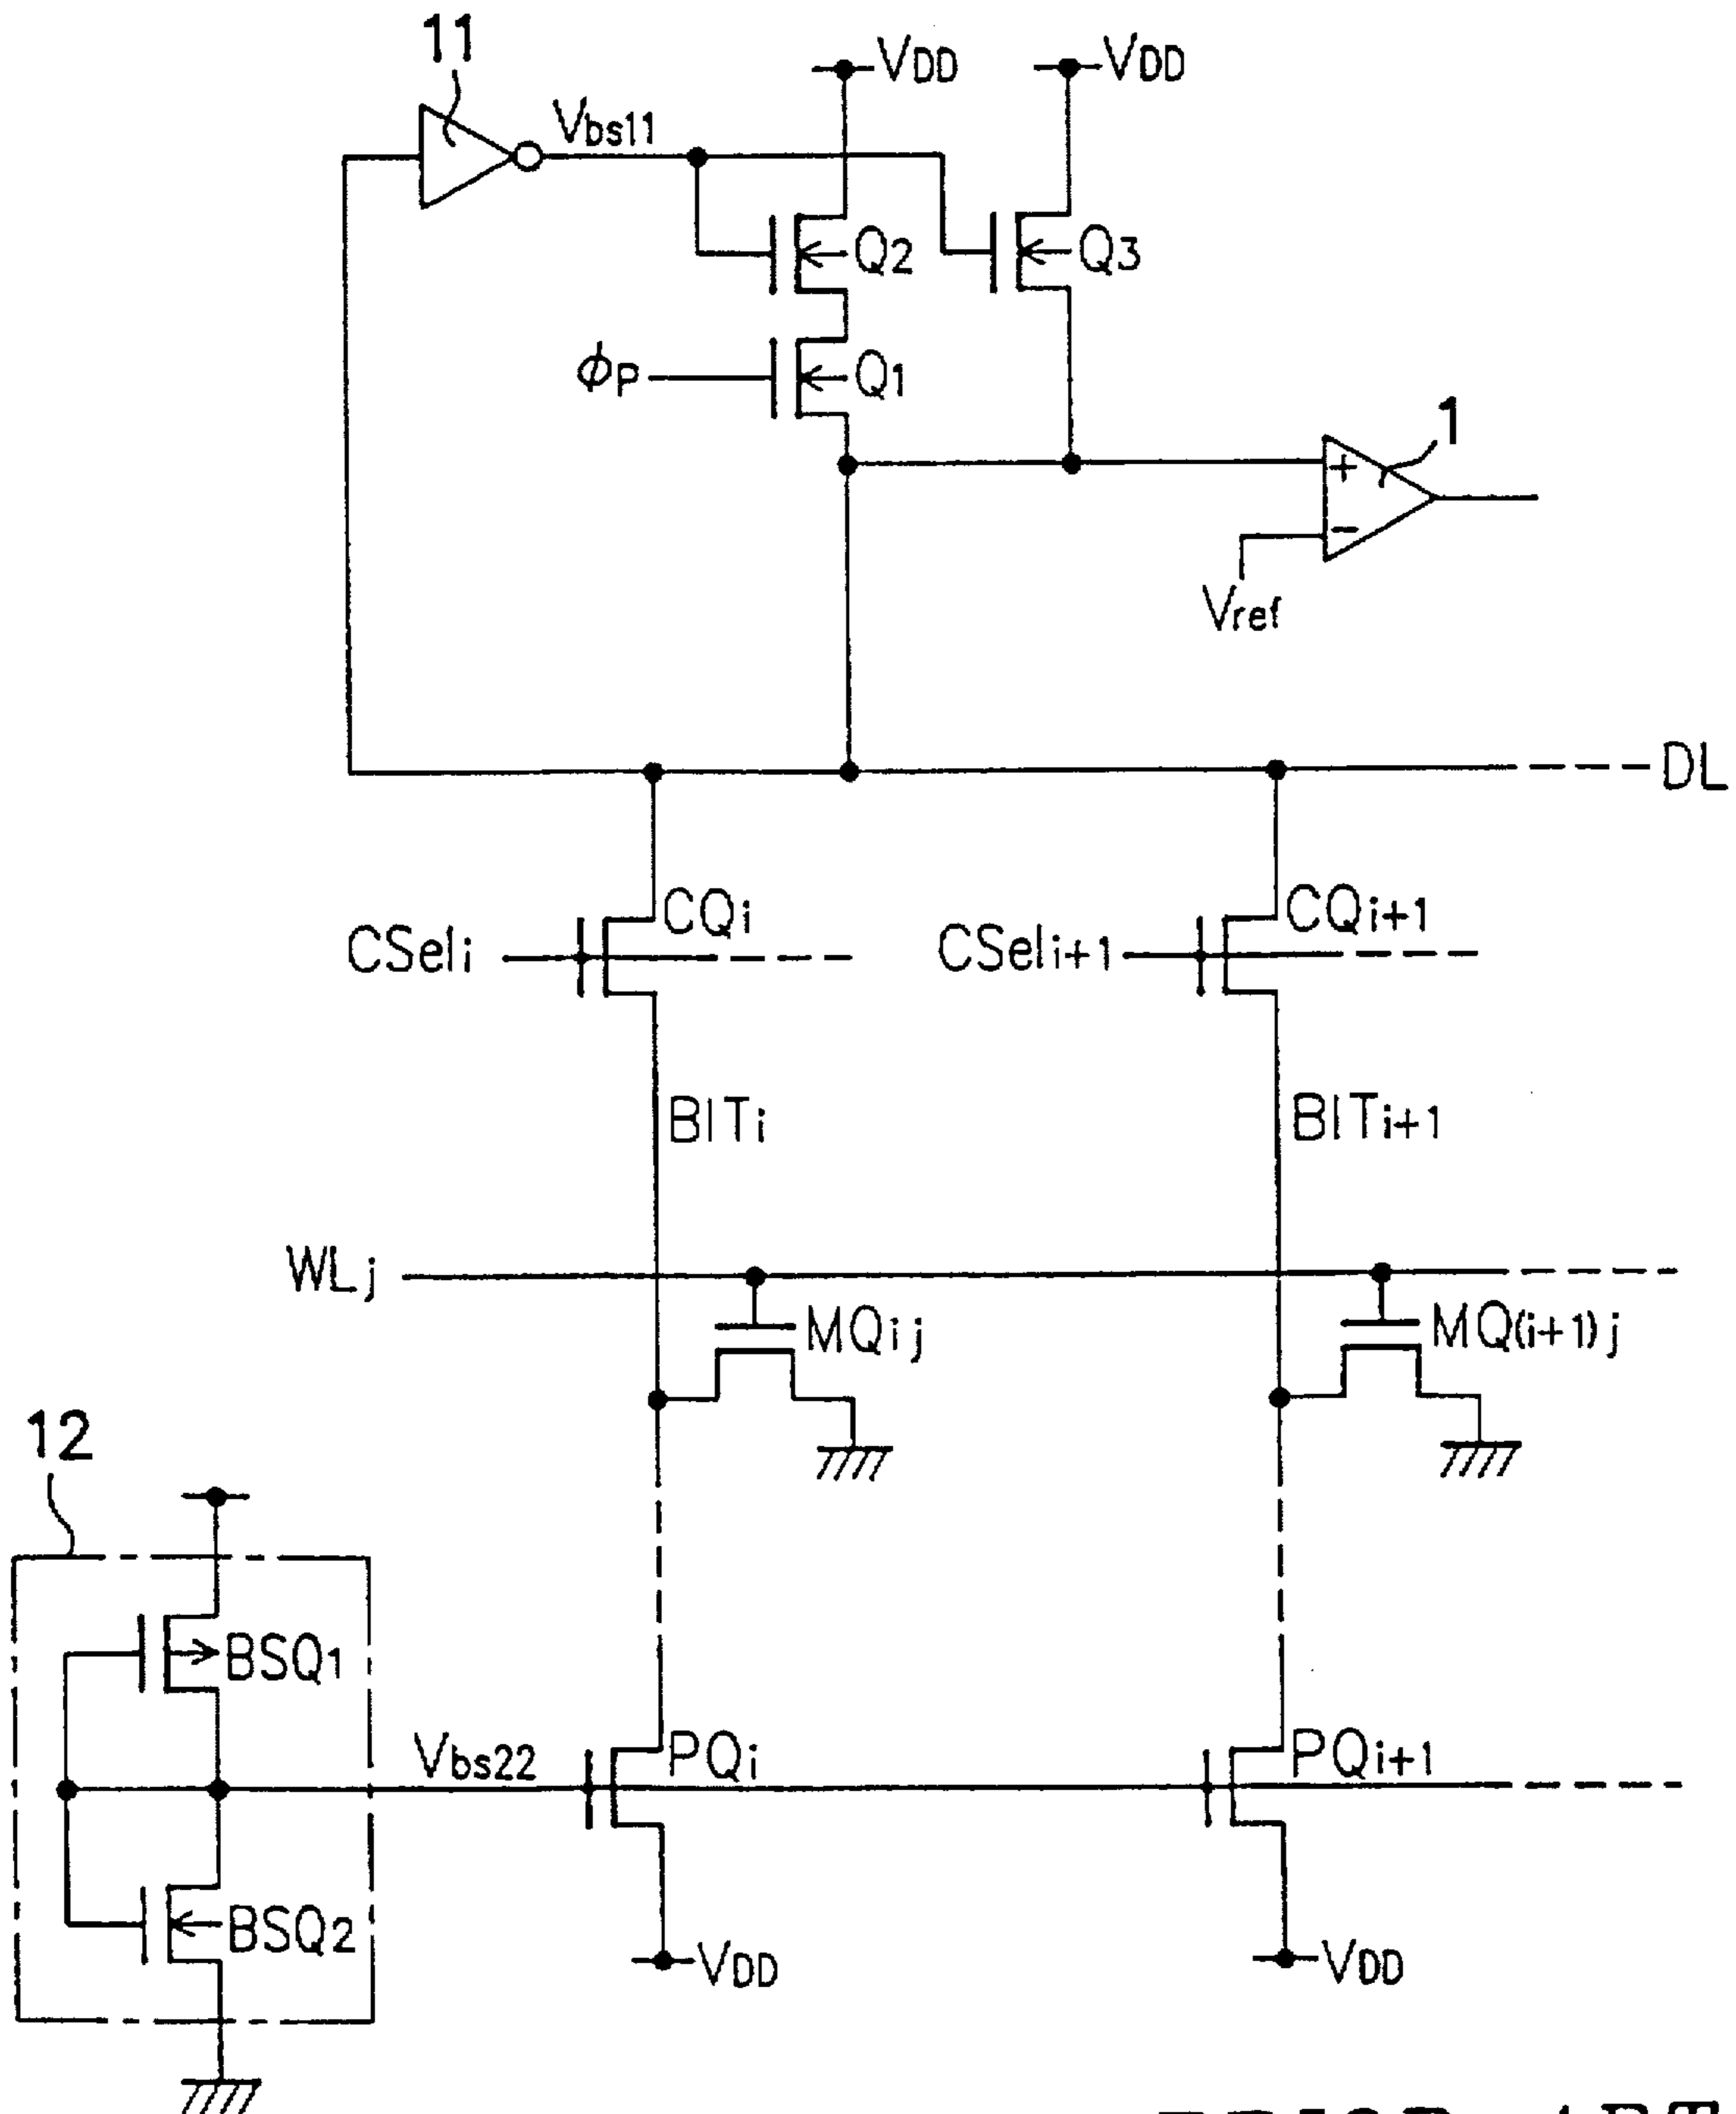 11
VDD
VDD
Vbs11
Q2
Q3
ϕP
Q1
1
+
−
Vref
DL
CQi
CQi+1
CSeli
CSeli+1
BITi
BITi+1
WLj
MQij
MQ(i+1)j
12
BSQ1
Vbs22
PQi
PQi+1
BSQ2
VDD
VDD